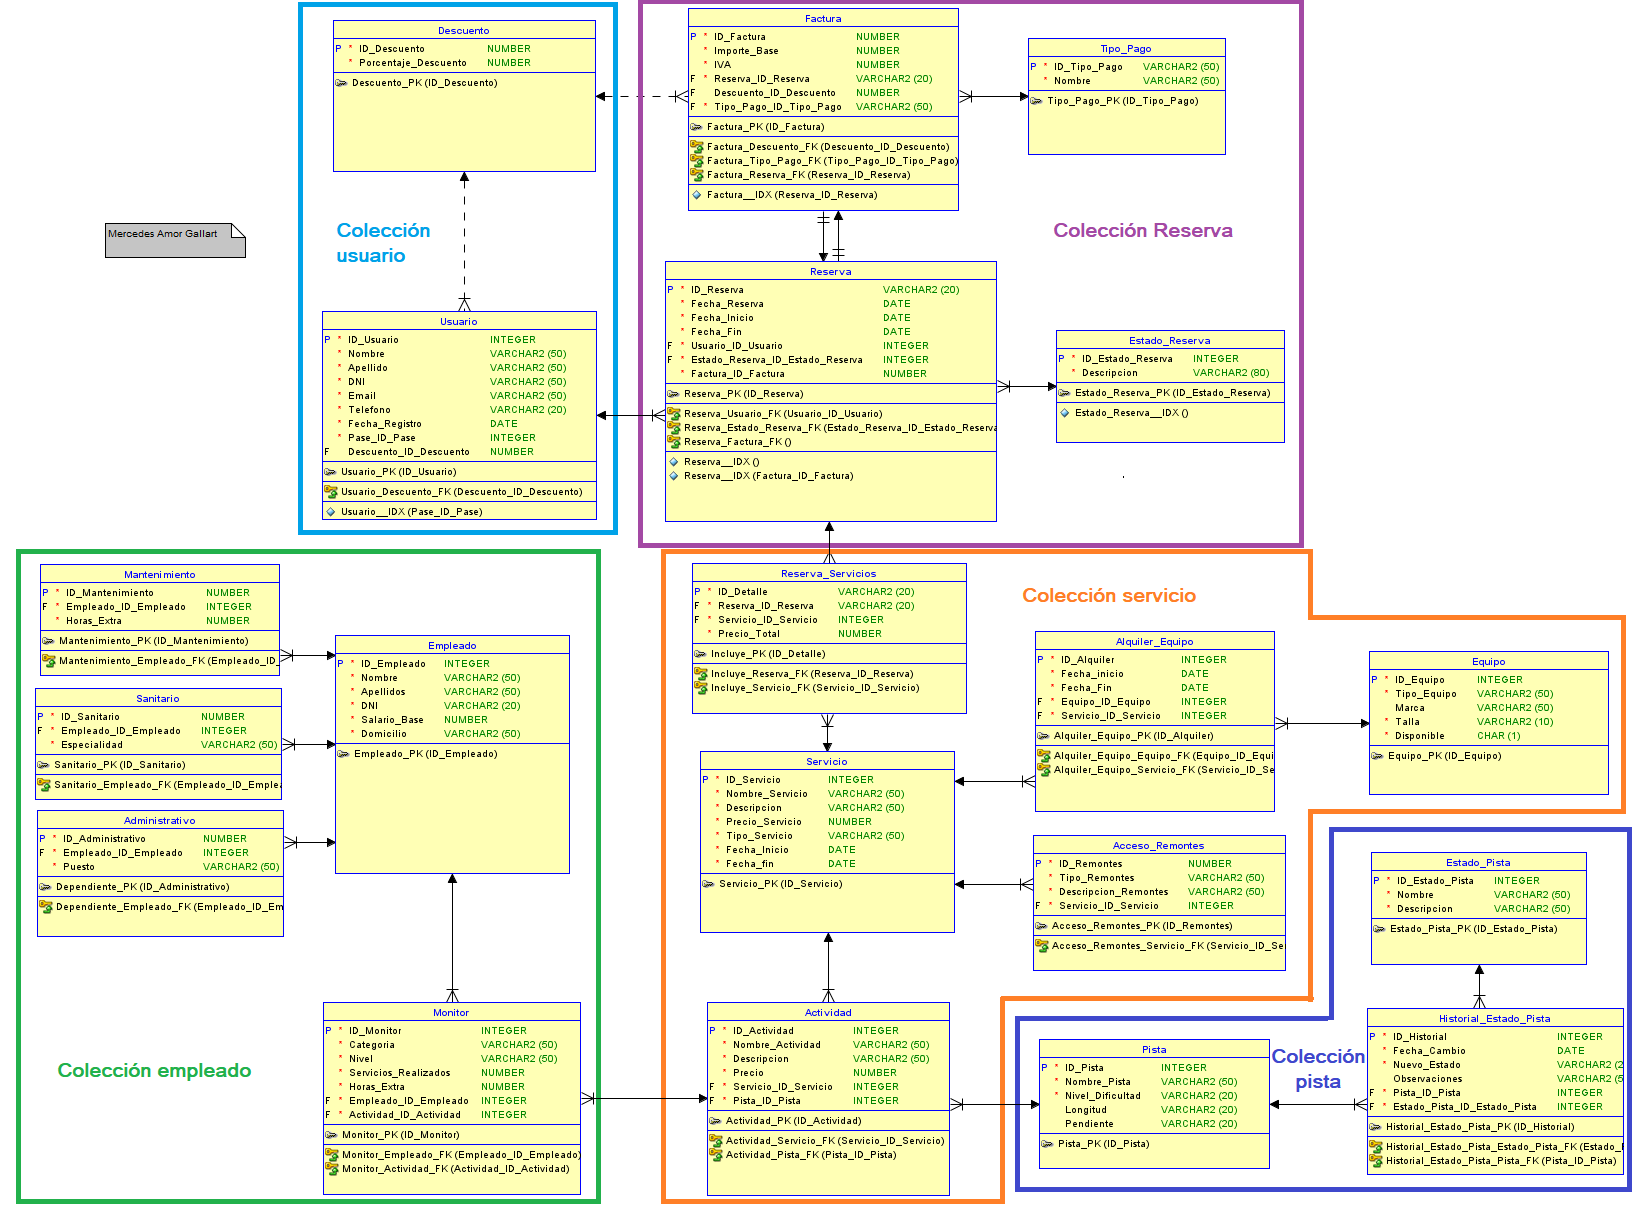 Descuento
P * ID_Descuento NUMBER
* Porcentaje_Descuento NUMBER
Descuento_PK (ID_Descuento)
Factura
P * ID_Factura NUMBER
* Importe_Base NUMBER
* IVA NUMBER
F * Reserva_ID_Reserva VARCHAR2 (20)
F Descuento_ID_Descuento NUMBER
F * Tipo_Pago_ID_Tipo_Pago VARCHAR2 (50)
Factura_PK (ID_Factura)
Factura_Descuento_FK (Descuento_ID_Descuento)
Factura_Tipo_Pago_FK (Tipo_Pago_ID_Tipo_Pago)
Factura_Reserva_FK (Reserva_ID_Reserva)
Factura__IDX (Reserva_ID_Reserva)
Tipo_Pago
P * ID_Tipo_Pago VARCHAR2 (50)
* Nombre VARCHAR2 (50)
Tipo_Pago_PK (ID_Tipo_Pago)
Mercedes Amor Gallart
Colección
usuario
Colección Reserva
Usuario
P * ID_Usuario INTEGER
* Nombre VARCHAR2 (50)
* Apellido VARCHAR2 (50)
* DNI VARCHAR2 (50)
* Email VARCHAR2 (50)
* Telefono VARCHAR2 (20)
* Fecha_Registro DATE
* Pase_ID_Pase INTEGER
F Descuento_ID_Descuento NUMBER
Usuario_PK (ID_Usuario)
Usuario_Descuento_FK (Descuento_ID_Descuento)
Usuario__IDX (Pase_ID_Pase)
Reserva
P * ID_Reserva VARCHAR2 (20)
* Fecha_Reserva DATE
* Fecha_Inicio DATE
* Fecha_Fin DATE
F * Usuario_ID_Usuario INTEGER
F * Estado_Reserva_ID_Estado_Reserva INTEGER
* Factura_ID_Factura NUMBER
Reserva_PK (ID_Reserva)
Reserva_Usuario_FK (Usuario_ID_Usuario)
Reserva_Estado_Reserva_FK (Estado_Reserva_ID_Estado_Reserva
Reserva_Factura_FK ()
Reserva__IDX ()
Reserva__IDX (Factura_ID_Factura)
Estado_Reserva
P * ID_Estado_Reserva INTEGER
* Descripcion VARCHAR2 (80)
Estado_Reserva_PK (ID_Estado_Reserva)
Estado_Reserva__IDX ()
Mantenimiento
P * ID_Mantenimiento NUMBER
F * Empleado_ID_Empleado INTEGER
* Horas_Extra NUMBER
Mantenimiento_PK (ID_Mantenimiento)
Mantenimiento_Empleado_FK (Empleado_ID_
Sanitario
P * ID_Sanitario NUMBER
F * Empleado_ID_Empleado INTEGER
* Especialidad VARCHAR2 (50)
Sanitario_PK (ID_Sanitario)
Sanitario_Empleado_FK (Empleado_ID_Emplea
Administrativo
P * ID_Administrativo NUMBER
F * Empleado_ID_Empleado INTEGER
* Puesto VARCHAR2 (50)
Dependiente_PK (ID_Administrativo)
Dependiente_Empleado_FK (Empleado_ID_Em
Empleado
P * ID_Empleado INTEGER
* Nombre VARCHAR2 (50)
* Apellidos VARCHAR2 (50)
* DNI VARCHAR2 (20)
* Salario_Base NUMBER
* Domicilio VARCHAR2 (50)
Empleado_PK (ID_Empleado)
Colección empleado
Monitor
P * ID_Monitor INTEGER
* Categoria VARCHAR2 (50)
* Nivel VARCHAR2 (50)
* Servicios_Realizados NUMBER
* Horas_Extra NUMBER
F * Empleado_ID_Empleado INTEGER
F * Actividad_ID_Actividad INTEGER
Monitor_PK (ID_Monitor)
Monitor_Empleado_FK (Empleado_ID_Empleado)
Monitor_Actividad_FK (Actividad_ID_Actividad)
Reserva_Servicios
P * ID_Detalle VARCHAR2 (20)
F * Reserva_ID_Reserva VARCHAR2 (20)
F * Servicio_ID_Servicio INTEGER
* Precio_Total NUMBER
Incluye_PK (ID_Detalle)
Incluye_Reserva_FK (Reserva_ID_Reserva)
Incluye_Servicio_FK (Servicio_ID_Servicio)
Colección servicio
Alquiler_Equipo
P * ID_Alquiler INTEGER
* Fecha_inicio DATE
* Fecha_Fin DATE
F * Equipo_ID_Equipo INTEGER
F * Servicio_ID_Servicio INTEGER
Alquiler_Equipo_PK (ID_Alquiler)
Alquiler_Equipo_Equipo_FK (Equipo_ID_Equi
Alquiler_Equipo_Servicio_FK (Servicio_ID_Se
Equipo
P * ID_Equipo INTEGER
* Tipo_Equipo VARCHAR2 (50)
Marca VARCHAR2 (50)
* Talla VARCHAR2 (10)
* Disponible CHAR (1)
Equipo_PK (ID_Equipo)
Servicio
P * ID_Servicio INTEGER
* Nombre_Servicio VARCHAR2 (50)
* Descripcion VARCHAR2 (50)
* Precio_Servicio NUMBER
* Tipo_Servicio VARCHAR2 (50)
* Fecha_Inicio DATE
* Fecha_fin DATE
Servicio_PK (ID_Servicio)
Acceso_Remontes
P * ID_Remontes NUMBER
* Tipo_Remontes VARCHAR2 (50)
* Descripcion_Remontes VARCHAR2 (50)
F * Servicio_ID_Servicio INTEGER
Acceso_Remontes_PK (ID_Remontes)
Acceso_Remontes_Servicio_FK (Servicio_ID_Se
Actividad
P * ID_Actividad INTEGER
* Nombre_Actividad VARCHAR2 (50)
* Descripcion VARCHAR2 (50)
* Precio NUMBER
F * Servicio_ID_Servicio INTEGER
F * Pista_ID_Pista INTEGER
Actividad_PK (ID_Actividad)
Actividad_Servicio_FK (Servicio_ID_Servicio)
Actividad_Pista_FK (Pista_ID_Pista)
Estado_Pista
P * ID_Estado_Pista INTEGER
* Nombre VARCHAR2 (50)
* Descripcion VARCHAR2 (50)
Estado_Pista_PK (ID_Estado_Pista)
Pista
P * ID_Pista INTEGER
* Nombre_Pista VARCHAR2 (50)
* Nivel_Dificultad VARCHAR2 (20)
Longitud VARCHAR2 (20)
Pendiente VARCHAR2 (20)
Pista_PK (ID_Pista)
Colección
pista
Historial_Estado_Pista
P * ID_Historial INTEGER
* Fecha_Cambio DATE
* Nuevo_Estado VARCHAR2 (2
Observaciones VARCHAR2 (5
F * Pista_ID_Pista INTEGER
F * Estado_Pista_ID_Estado_Pista INTEGER
Historial_Estado_Pista_PK (ID_Historial)
Historial_Estado_Pista_Estado_Pista_FK (Estado_
Historial_Estado_Pista_Pista_FK (Pista_ID_Pista)